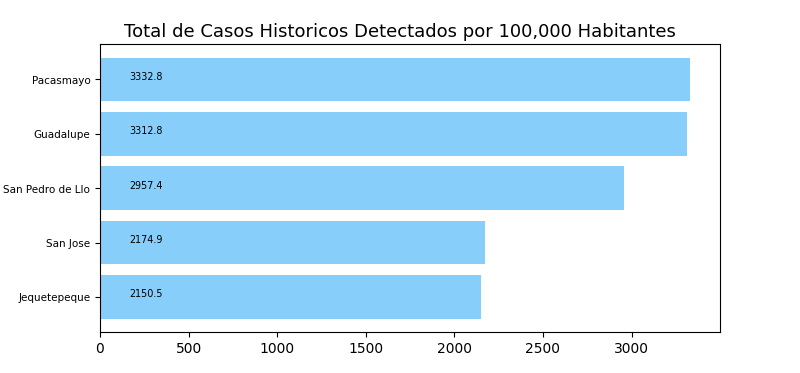 Total de Casos Historicos Detectados por 100,000 Habitantes
Pacasmayo 3332.8
Guadalupe 3312.8
San Pedro de Llo 2957.4
San Jose 2174.9
Jequetepeque 2150.5
0 500 1000 1500 2000 2500 3000